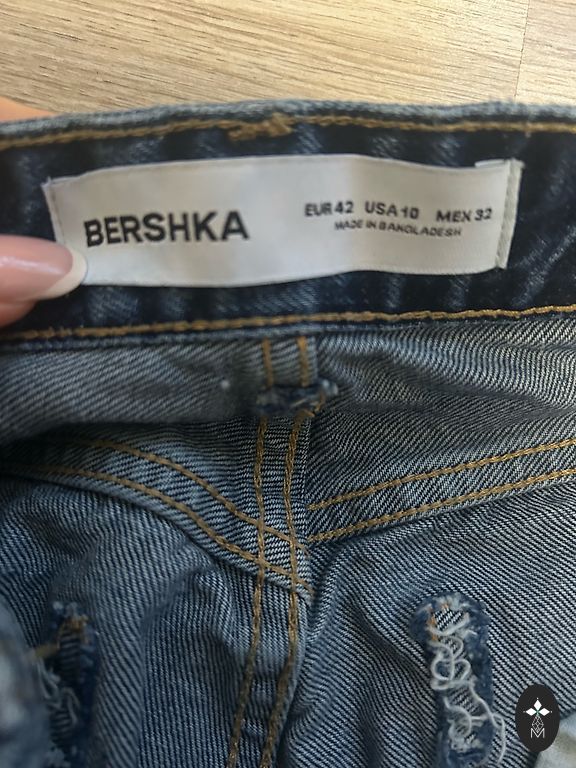 BERSHKA
EUR 42 USA 10 MEX 32
MADE IN BANGLADESH